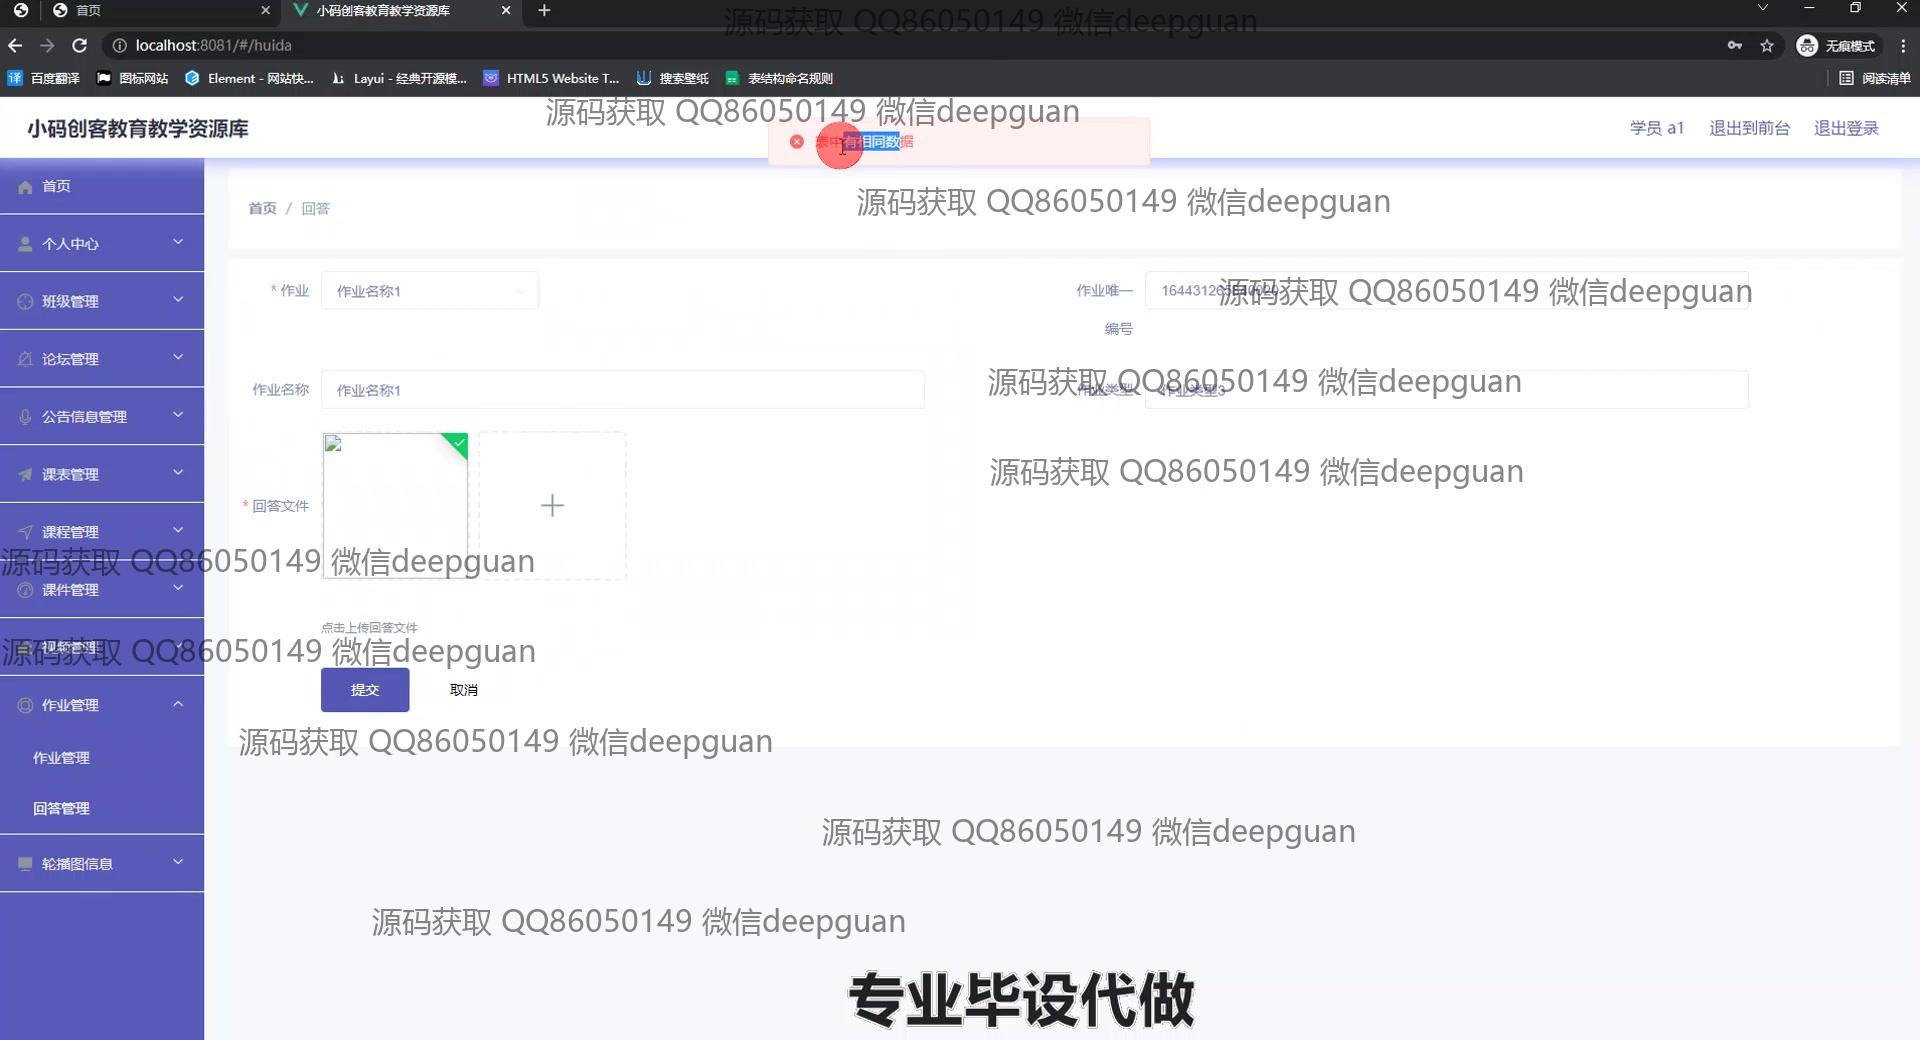 首页
小码创客教育教学资源库
源码获取 QQ86050149 微信deepguan
localhost:8081/#/huida
无痕模式
百度翻译
图标网站
Element - 网站快...
Layui - 经典开源模...
HTML5 Website T...
搜索壁纸
表结构命名规则
阅读清单
源码获取 QQ86050149 微信deepguan
小码创客教育教学资源库
表中有相同数据
学员 a1
退出到前台
退出登录
首页
源码获取 QQ86050149 微信deepguan
首页 / 回答
个人中心
* 作业
作业名称1
作业唯一编号
源码获取 QQ86050149 微信deepguan
班级管理
论坛管理
作业名称
作业名称1
作业类型
作业类型3
源码获取 QQ86050149 微信deepguan
公告信息管理
课表管理
源码获取 QQ86050149 微信deepguan
* 回答文件
课程管理
源码获取 QQ86050149 微信deepguan
课件管理
点击上传回答文件
视频管理
源码获取 QQ86050149 微信deepguan
提交
取消
作业管理
源码获取 QQ86050149 微信deepguan
作业管理
回答管理
源码获取 QQ86050149 微信deepguan
轮播图信息
源码获取 QQ86050149 微信deepguan
专业毕设代做